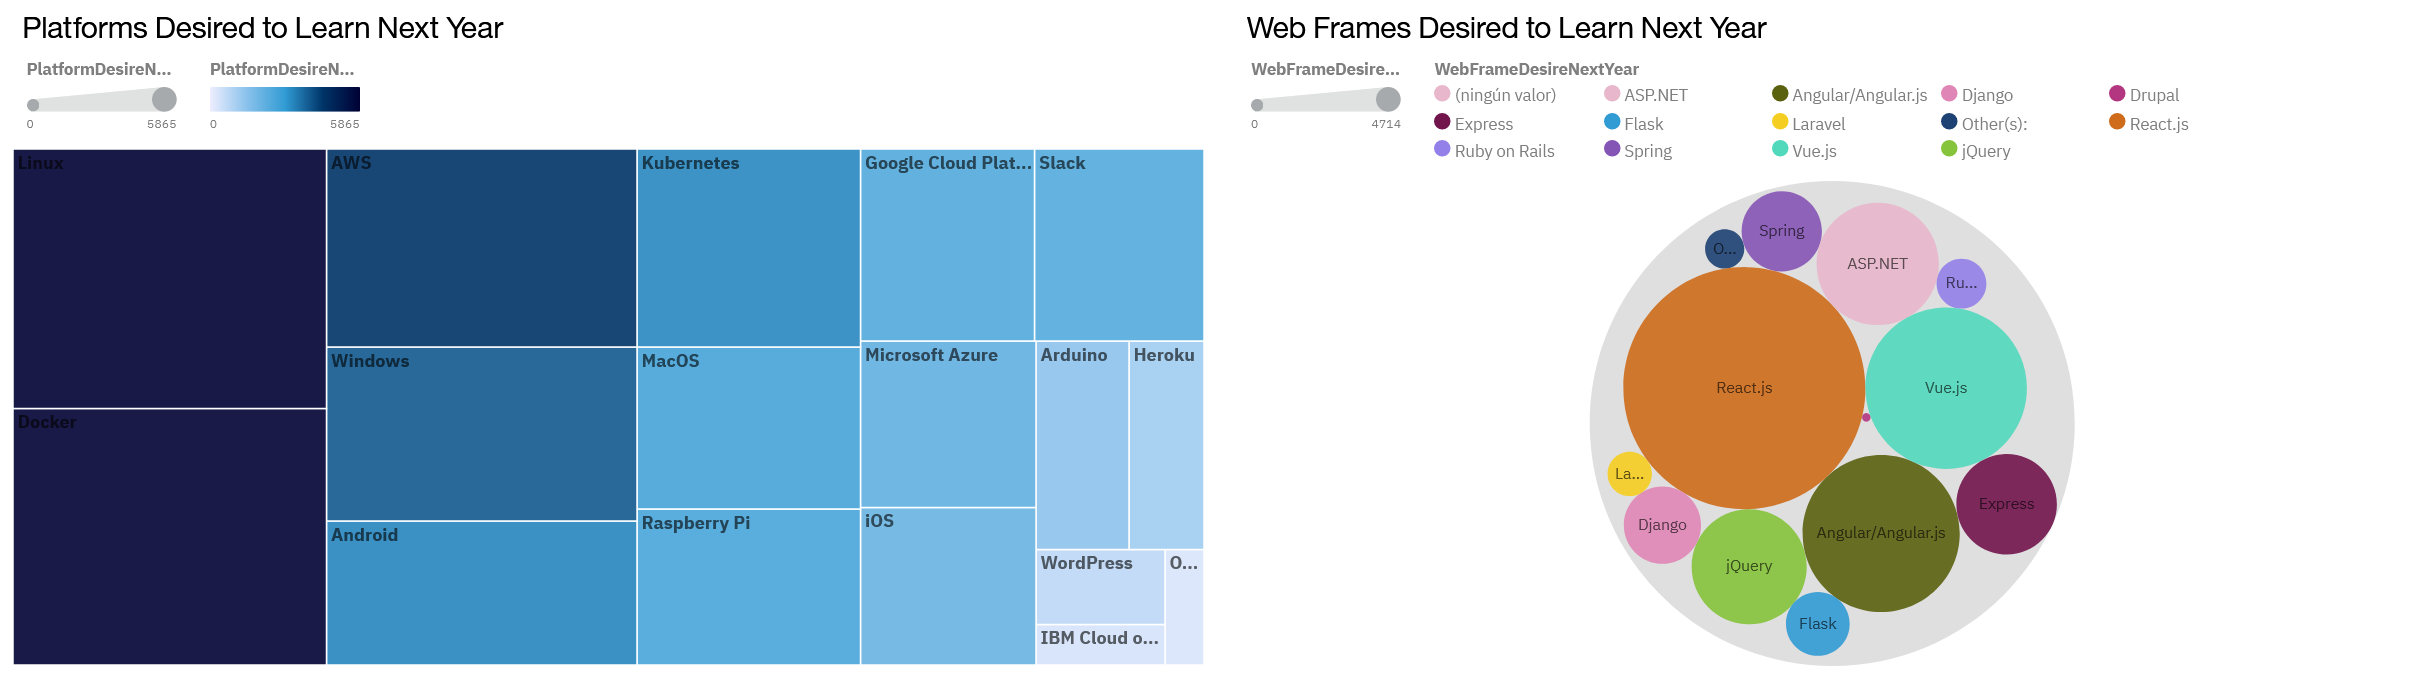 Platforms Desired to Learn Next Year
PlatformDesireN...
PlatformDesireN...
0
5865
0
5865
Linux
AWS
Kubernetes
Google Cloud Plat...
Slack
Windows
MacOS
Microsoft Azure
Arduino
Heroku
Docker
Android
Raspberry Pi
iOS
WordPress
O...
IBM Cloud o...
Web Frames Desired to Learn Next Year
WebFrameDesire...
0
4714
WebFrameDesireNextYear
(ningún valor)
ASP.NET
Angular/Angular.js
Django
Drupal
Express
Flask
Laravel
Other(s):
React.js
Ruby on Rails
Spring
Vue.js
jQuery
Spring
O...
ASP.NET
Ru...
React.js
Vue.js
La...
Django
Express
Angular/Angular.js
jQuery
Flask